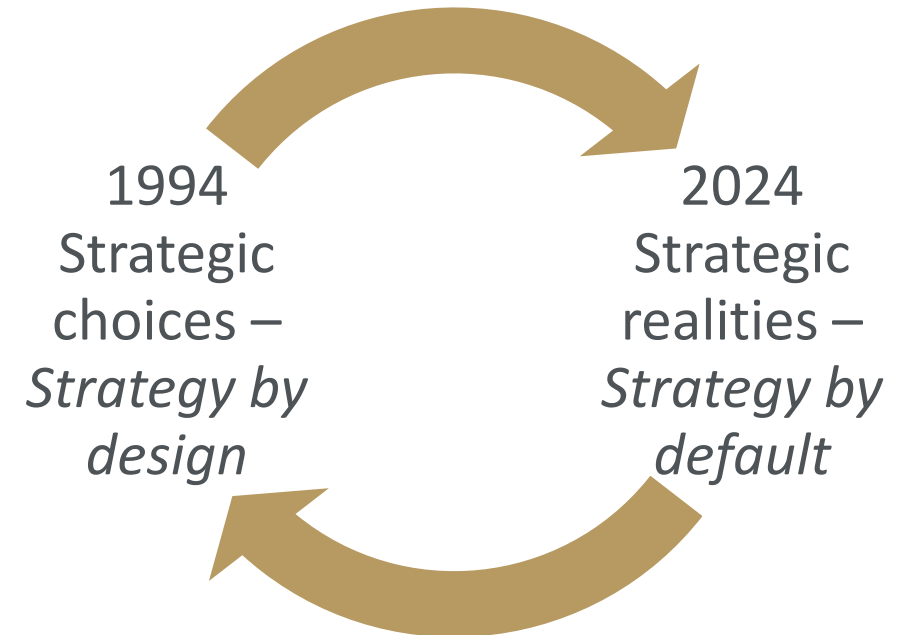 1994
Strategic
choices –
Strategy by
design
2024
Strategic
realities –
Strategy by
default